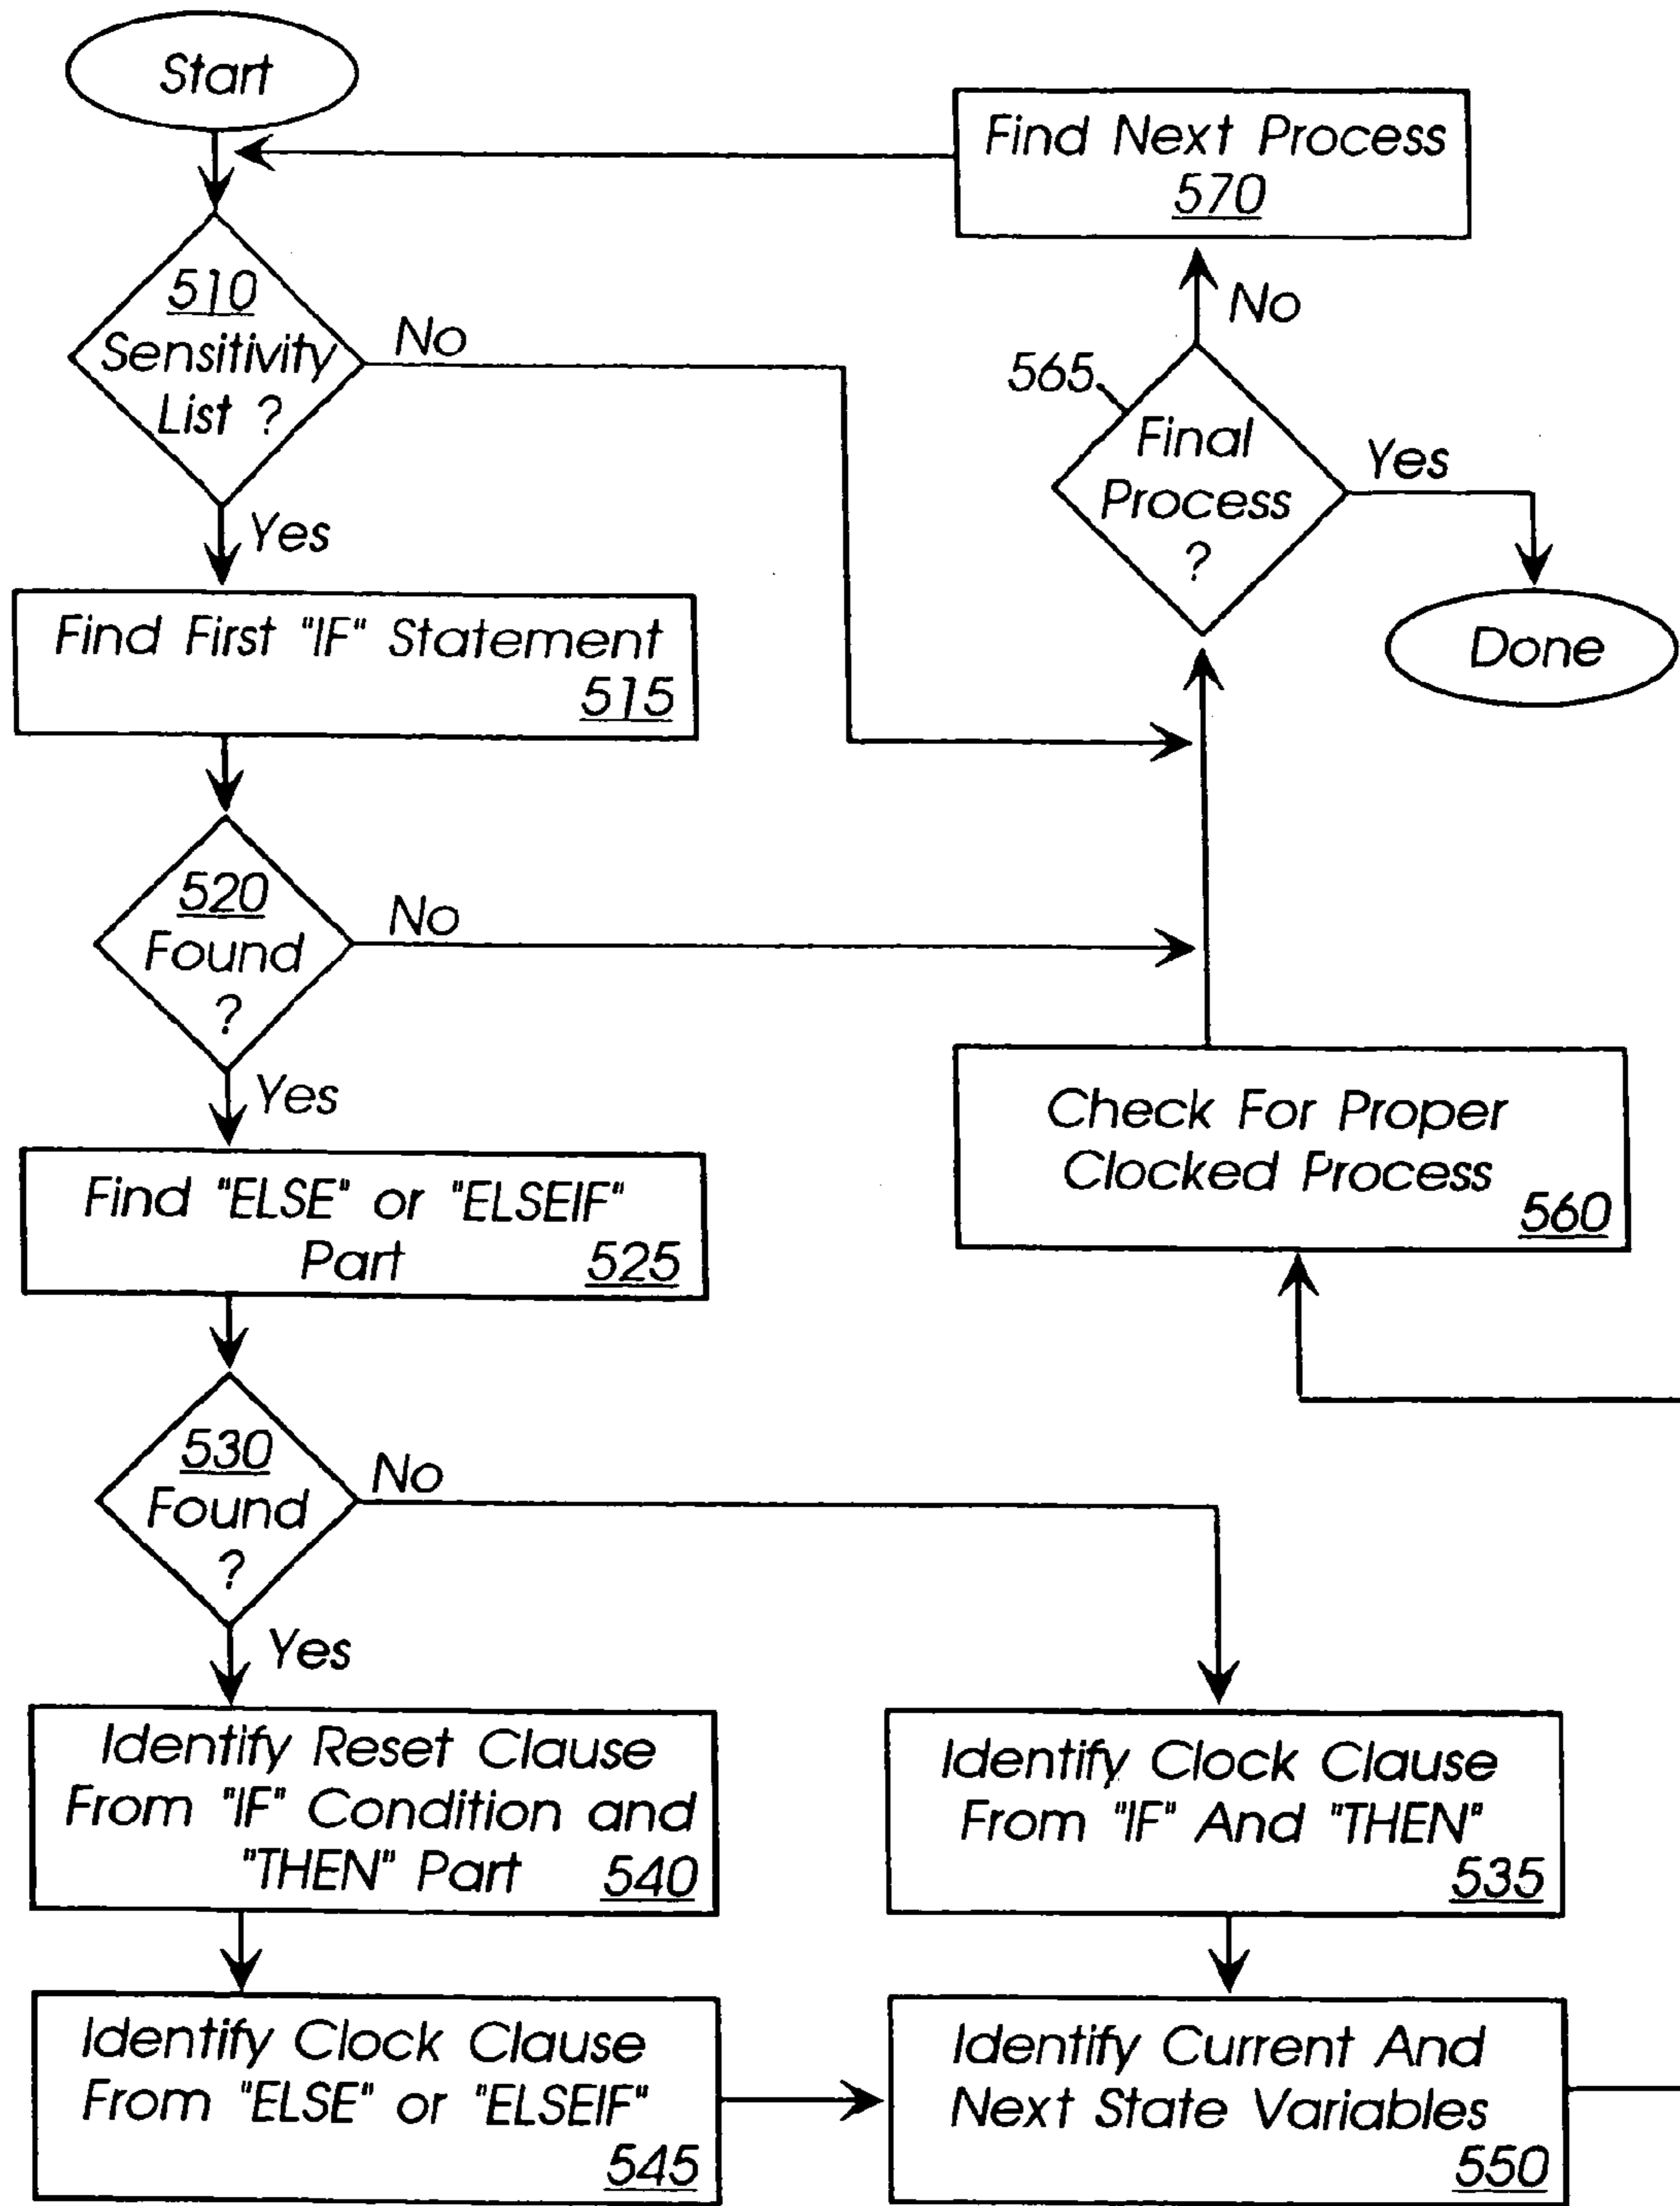 Start
Find Next Process
570
510
Sensitivity
List ?
No
Yes
No
565
Final
Process
?
Yes
Done
Find First "IF" Statement
515
520
Found
?
No
Yes
Find "ELSE" or "ELSEIF"
Part 525
Check For Proper
Clocked Process
560
530
Found
?
No
Yes
Identify Reset Clause
From "IF" Condition and
"THEN" Part 540
Identify Clock Clause
From "IF" And "THEN"
535
Identify Clock Clause
From "ELSE" or "ELSEIF"
545
Identify Current And
Next State Variables
550